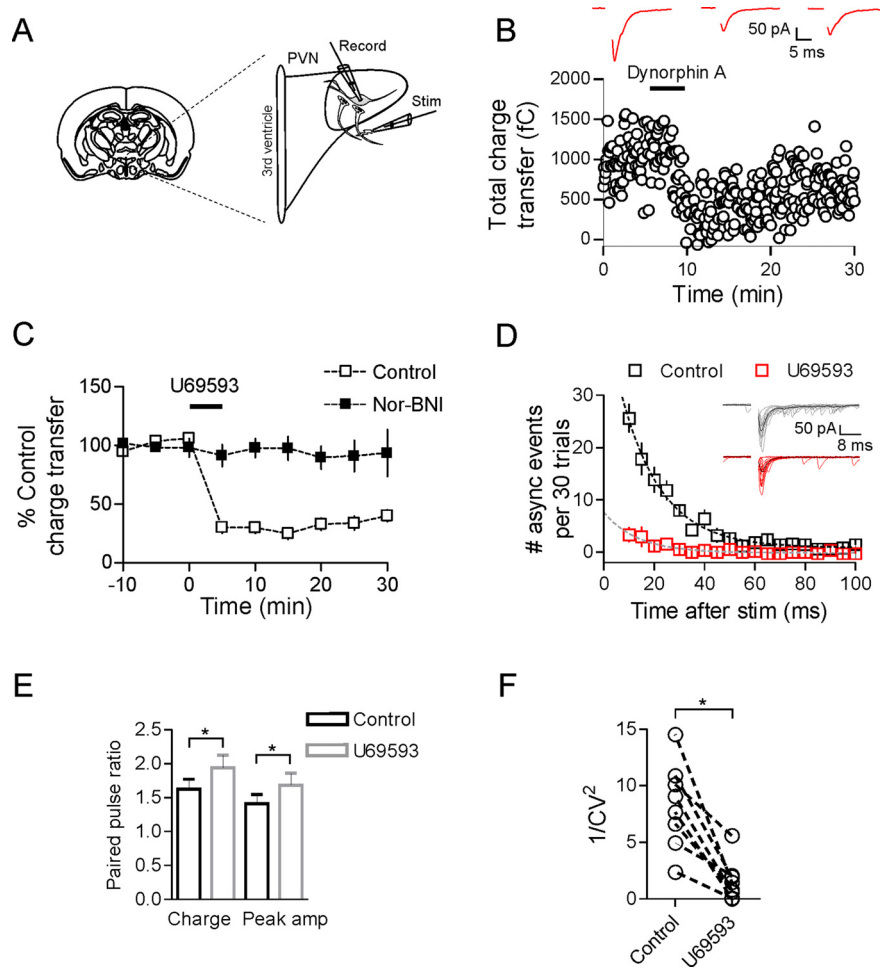 A
PVN
Record
Stim
3rd ventricle
B
50 pA
5 ms
Dynorphin A
Total charge
transfer (fC)
2000
1500
1000
500
0
0 10 20 30
Time (min)
C
U69593
Control
Nor-BNI
% Control
charge transfer
150
100
50
0
-10 0 10 20 30
Time (min)
D
Control
U69593
50 pA
8 ms
# async events
per 30 trials
30
20
10
0
0 20 40 60 80 100
Time after stim (ms)
E
Control
U69593
Paired pulse ratio
2.5
2.0
1.5
1.0
0.5
0.0
*
*
Charge
Peak amp
F
*
1/CV²
15
10
5
0
Control
U69593